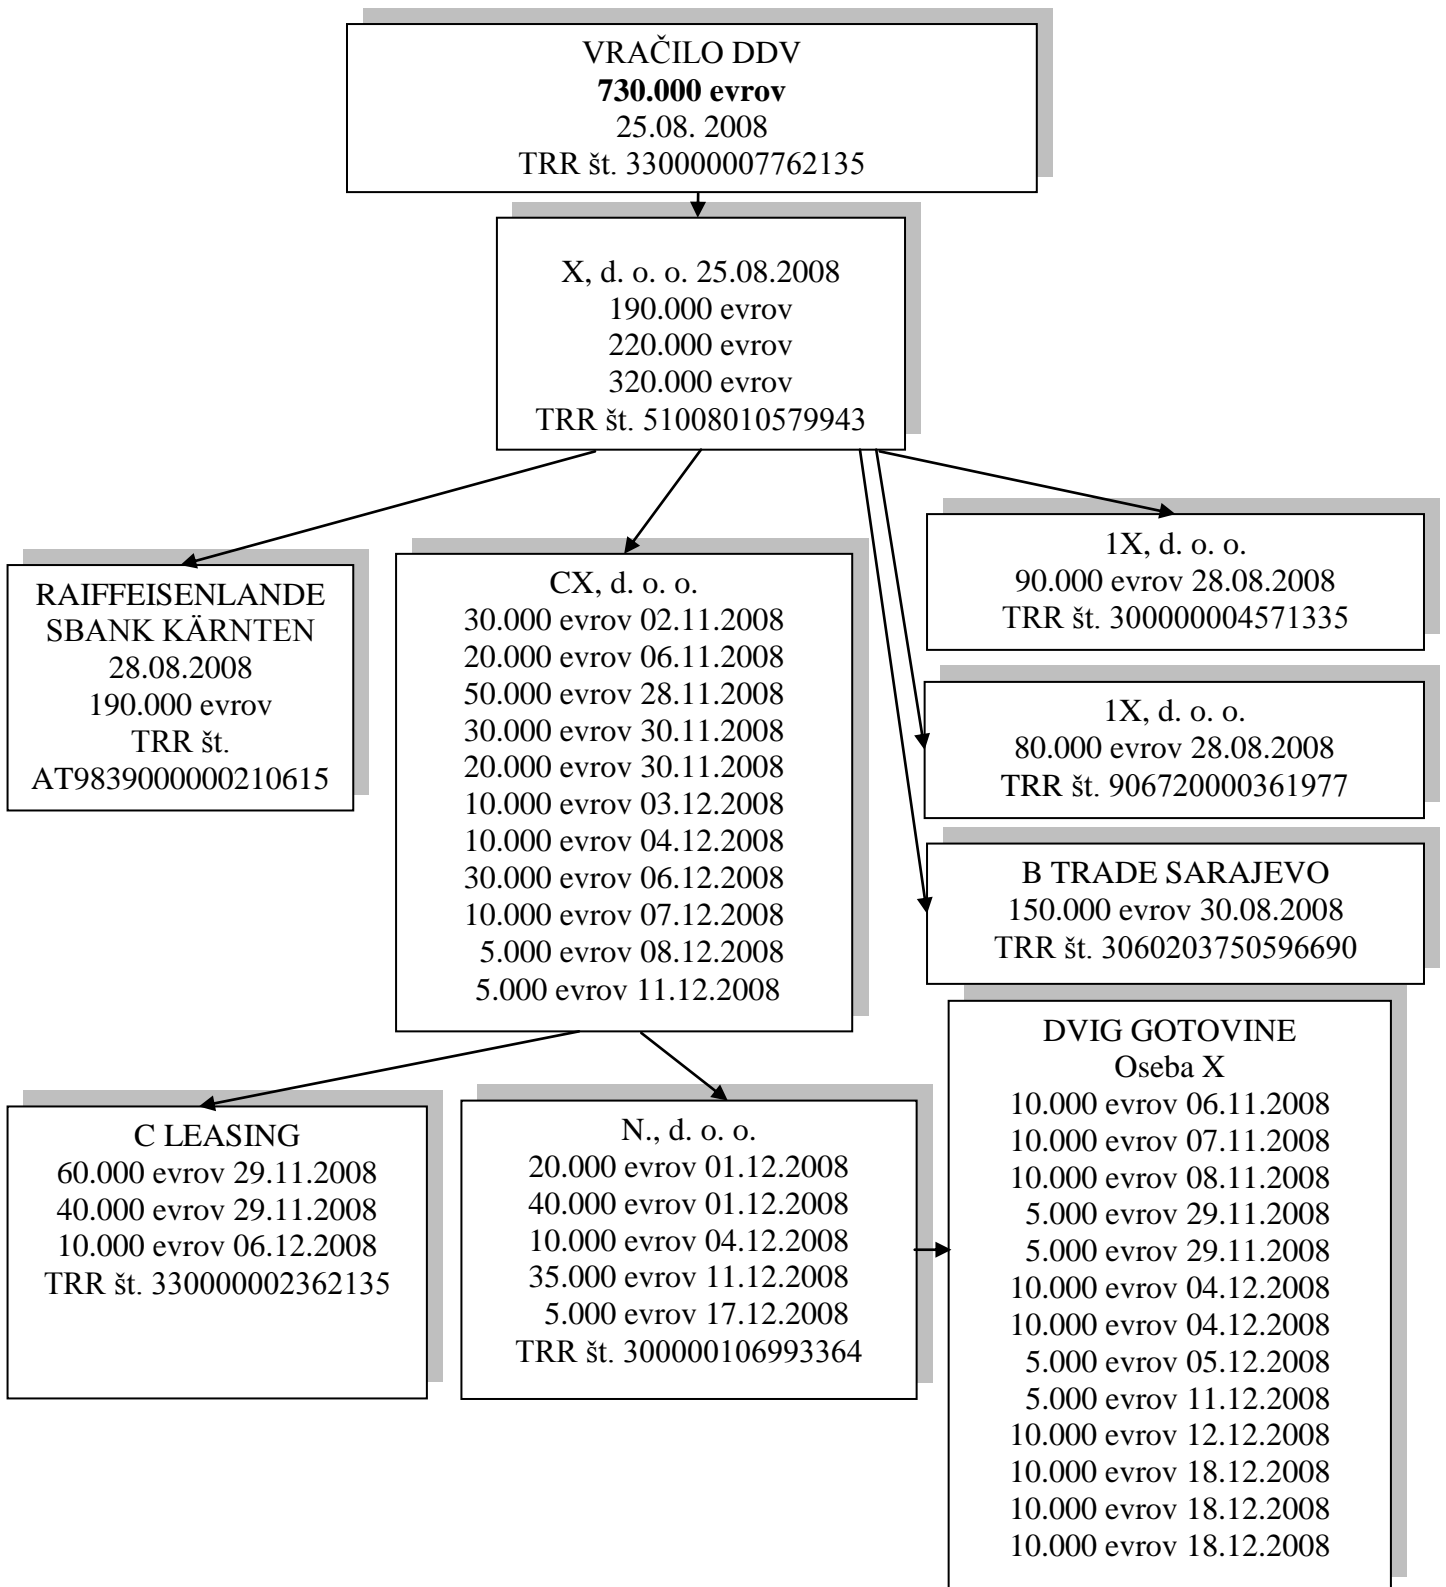 VRAČILO DDV
730.000 evrov
25.08. 2008
TRR št. 330000007762135
X, d. o. o. 25.08.2008
190.000 evrov
220.000 evrov
320.000 evrov
TRR št. 51008010579943
RAIFFEISENLANDE
SBANK KÄRNTEN
28.08.2008
190.000 evrov
TRR št.
AT9839000000210615
CX, d. o. o.
30.000 evrov 02.11.2008
20.000 evrov 06.11.2008
50.000 evrov 28.11.2008
30.000 evrov 30.11.2008
20.000 evrov 30.11.2008
10.000 evrov 03.12.2008
10.000 evrov 04.12.2008
30.000 evrov 06.12.2008
10.000 evrov 07.12.2008
5.000 evrov 08.12.2008
5.000 evrov 11.12.2008
1X, d. o. o.
90.000 evrov 28.08.2008
TRR št. 300000004571335
1X, d. o. o.
80.000 evrov 28.08.2008
TRR št. 906720000361977
B TRADE SARAJEVO
150.000 evrov 30.08.2008
TRR št. 3060203750596690
C LEASING
60.000 evrov 29.11.2008
40.000 evrov 29.11.2008
10.000 evrov 06.12.2008
TRR št. 330000002362135
N., d. o. o.
20.000 evrov 01.12.2008
40.000 evrov 01.12.2008
10.000 evrov 04.12.2008
35.000 evrov 11.12.2008
5.000 evrov 17.12.2008
TRR št. 300000106993364
DVIG GOTOVINE
Oseba X
10.000 evrov 06.11.2008
10.000 evrov 07.11.2008
10.000 evrov 08.11.2008
5.000 evrov 29.11.2008
5.000 evrov 29.11.2008
10.000 evrov 04.12.2008
10.000 evrov 04.12.2008
5.000 evrov 05.12.2008
5.000 evrov 11.12.2008
10.000 evrov 12.12.2008
10.000 evrov 18.12.2008
10.000 evrov 18.12.2008
10.000 evrov 18.12.2008